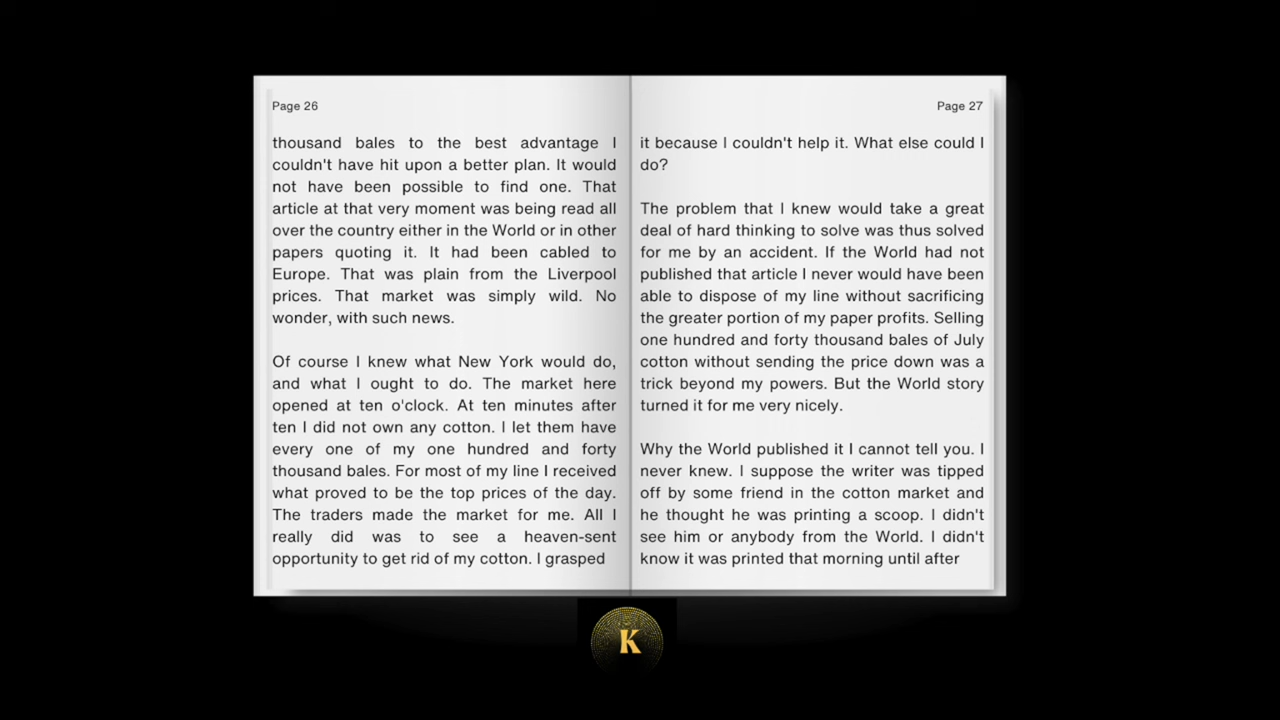 Page 26
thousand bales to the best advantage I
couldn't have hit upon a better plan. It would
not have been possible to find one. That
article at that very moment was being read all
over the country either in the World or in other
papers quoting it. It had been cabled to
Europe. That was plain from the Liverpool
prices. That market was simply wild. No
wonder, with such news.
Of course I knew what New York would do,
and what I ought to do. The market here
opened at ten o'clock. At ten minutes after
ten I did not own any cotton. I let them have
every one of my one hundred and forty
thousand bales. For most of my line I received
what proved to be the top prices of the day.
The traders made the market for me. All I
really did was to see a heaven-sent
opportunity to get rid of my cotton. I grasped
Page 27
it because I couldn't help it. What else could I
do?
The problem that I knew would take a great
deal of hard thinking to solve was thus solved
for me by an accident. If the World had not
published that article I never would have been
able to dispose of my line without sacrificing
the greater portion of my paper profits. Selling
one hundred and forty thousand bales of July
cotton without sending the price down was a
trick beyond my powers. But the World story
turned it for me very nicely.
Why the World published it I cannot tell you. I
never knew. I suppose the writer was tipped
off by some friend in the cotton market and
he thought he was printing a scoop. I didn't
see him or anybody from the World. I didn't
know it was printed that morning until after
K